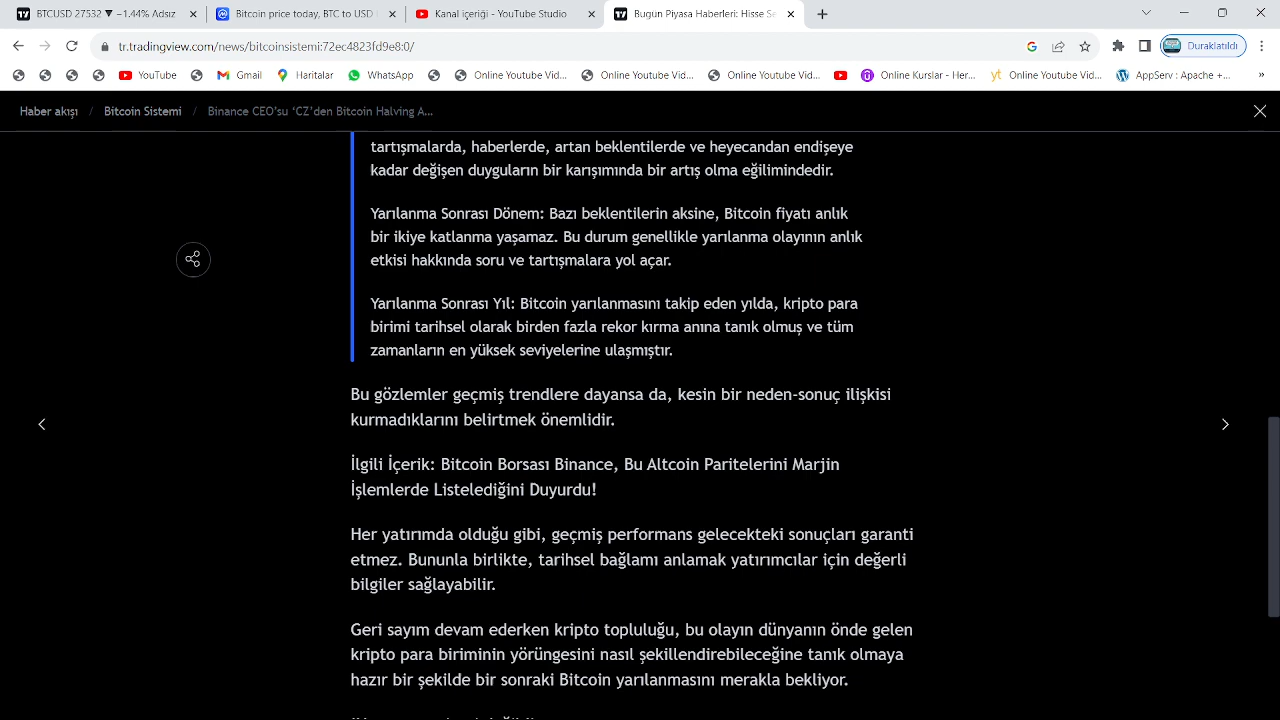 BTCUSD 27532 ▼ −1.44% Adsız
Bitcoin price today, BTC to USD
Kanal içeriği - YouTube Studio
Bugün Piyasa Haberleri: Hisse Se
tr.tradingview.com/news/bitcoinsistemi:72ec4823fd9e8:0/
Duraklatıldı
YouTube
Gmail
Haritalar
WhatsApp
Online Youtube Vid...
Online Youtube Vid...
Online Youtube Vid...
Online Kurslar - Her...
Online Youtube Vid...
AppServ : Apache +...
Haber akışı / Bitcoin Sistemi / Binance CEO’su ‘CZ’den Bitcoin Halving A...
tartışmalarda, haberlerde, artan beklentilerde ve heyecandan endişeye
kadar değişen duyguların bir karışımında bir artış olma eğilimindedir.
Yarılanma Sonrası Dönem: Bazı beklentilerin aksine, Bitcoin fiyatı anlık
bir ikiye katlanma yaşamaz. Bu durum genellikle yarılanma olayının anlık
etkisi hakkında soru ve tartışmalara yol açar.
Yarılanma Sonrası Yıl: Bitcoin yarılanmasını takip eden yılda, kripto para
birimi tarihsel olarak birden fazla rekor kırma anına tanık olmuş ve tüm
zamanların en yüksek seviyelerine ulaşmıştır.
Bu gözlemler geçmiş trendlere dayansa da, kesin bir neden-sonuç ilişkisi
kurmadıklarını belirtmek önemlidir.
İlgili İçerik: Bitcoin Borsası Binance, Bu Altcoin Paritelerini Marjin
İşlemlerde Listelediğini Duyurdu!
Her yatırımda olduğu gibi, geçmiş performans gelecekteki sonuçları garanti
etmez. Bununla birlikte, tarihsel bağlamı anlamak yatırımcılar için değerli
bilgiler sağlayabilir.
Geri sayım devam ederken kripto topluluğu, bu olayın dünyanın önde gelen
kripto para biriminin yörüngesini nasıl şekillendirebileceğine tanık olmaya
hazır bir şekilde bir sonraki Bitcoin yarılanmasını merakla bekliyor.